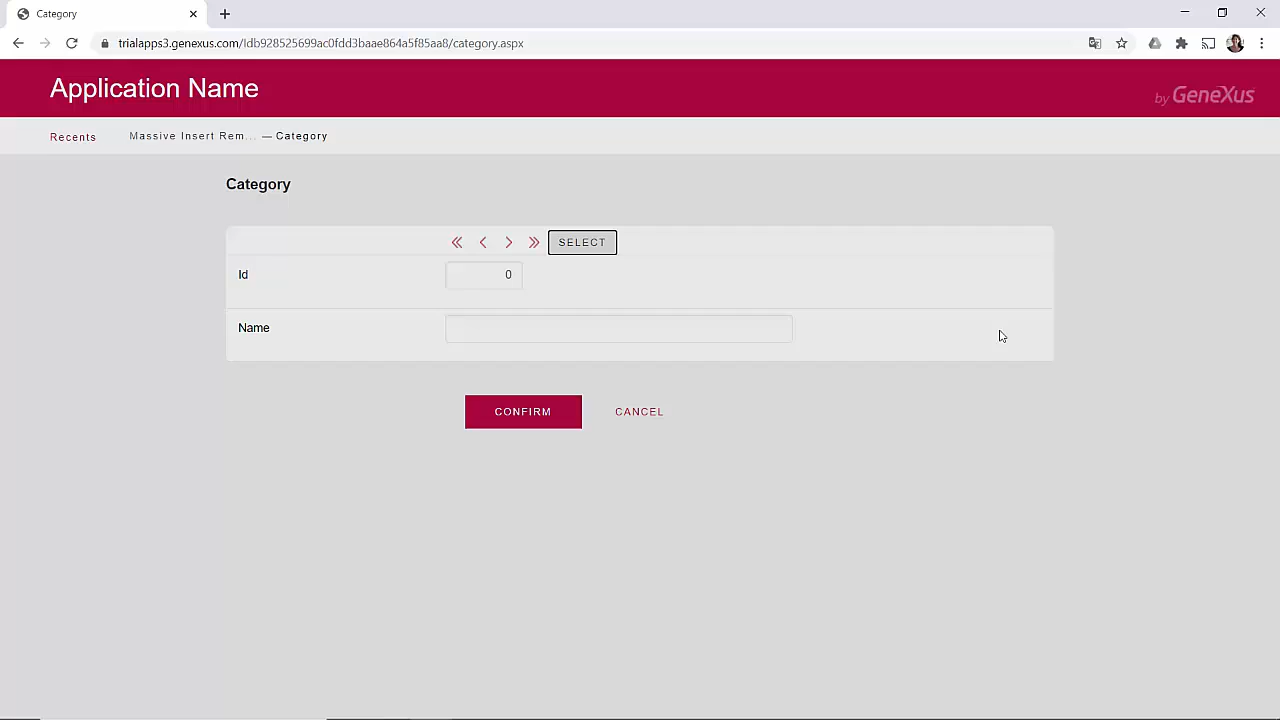 Category
trialapps3.genexus.com/Idb928525699ac0fdd3baae864a5f85aa8/category.aspx
Application Name
by GeneXus
Recents
Massive Insert Rem... — Category
Category
SELECT
Id
0
Name
CONFIRM
CANCEL